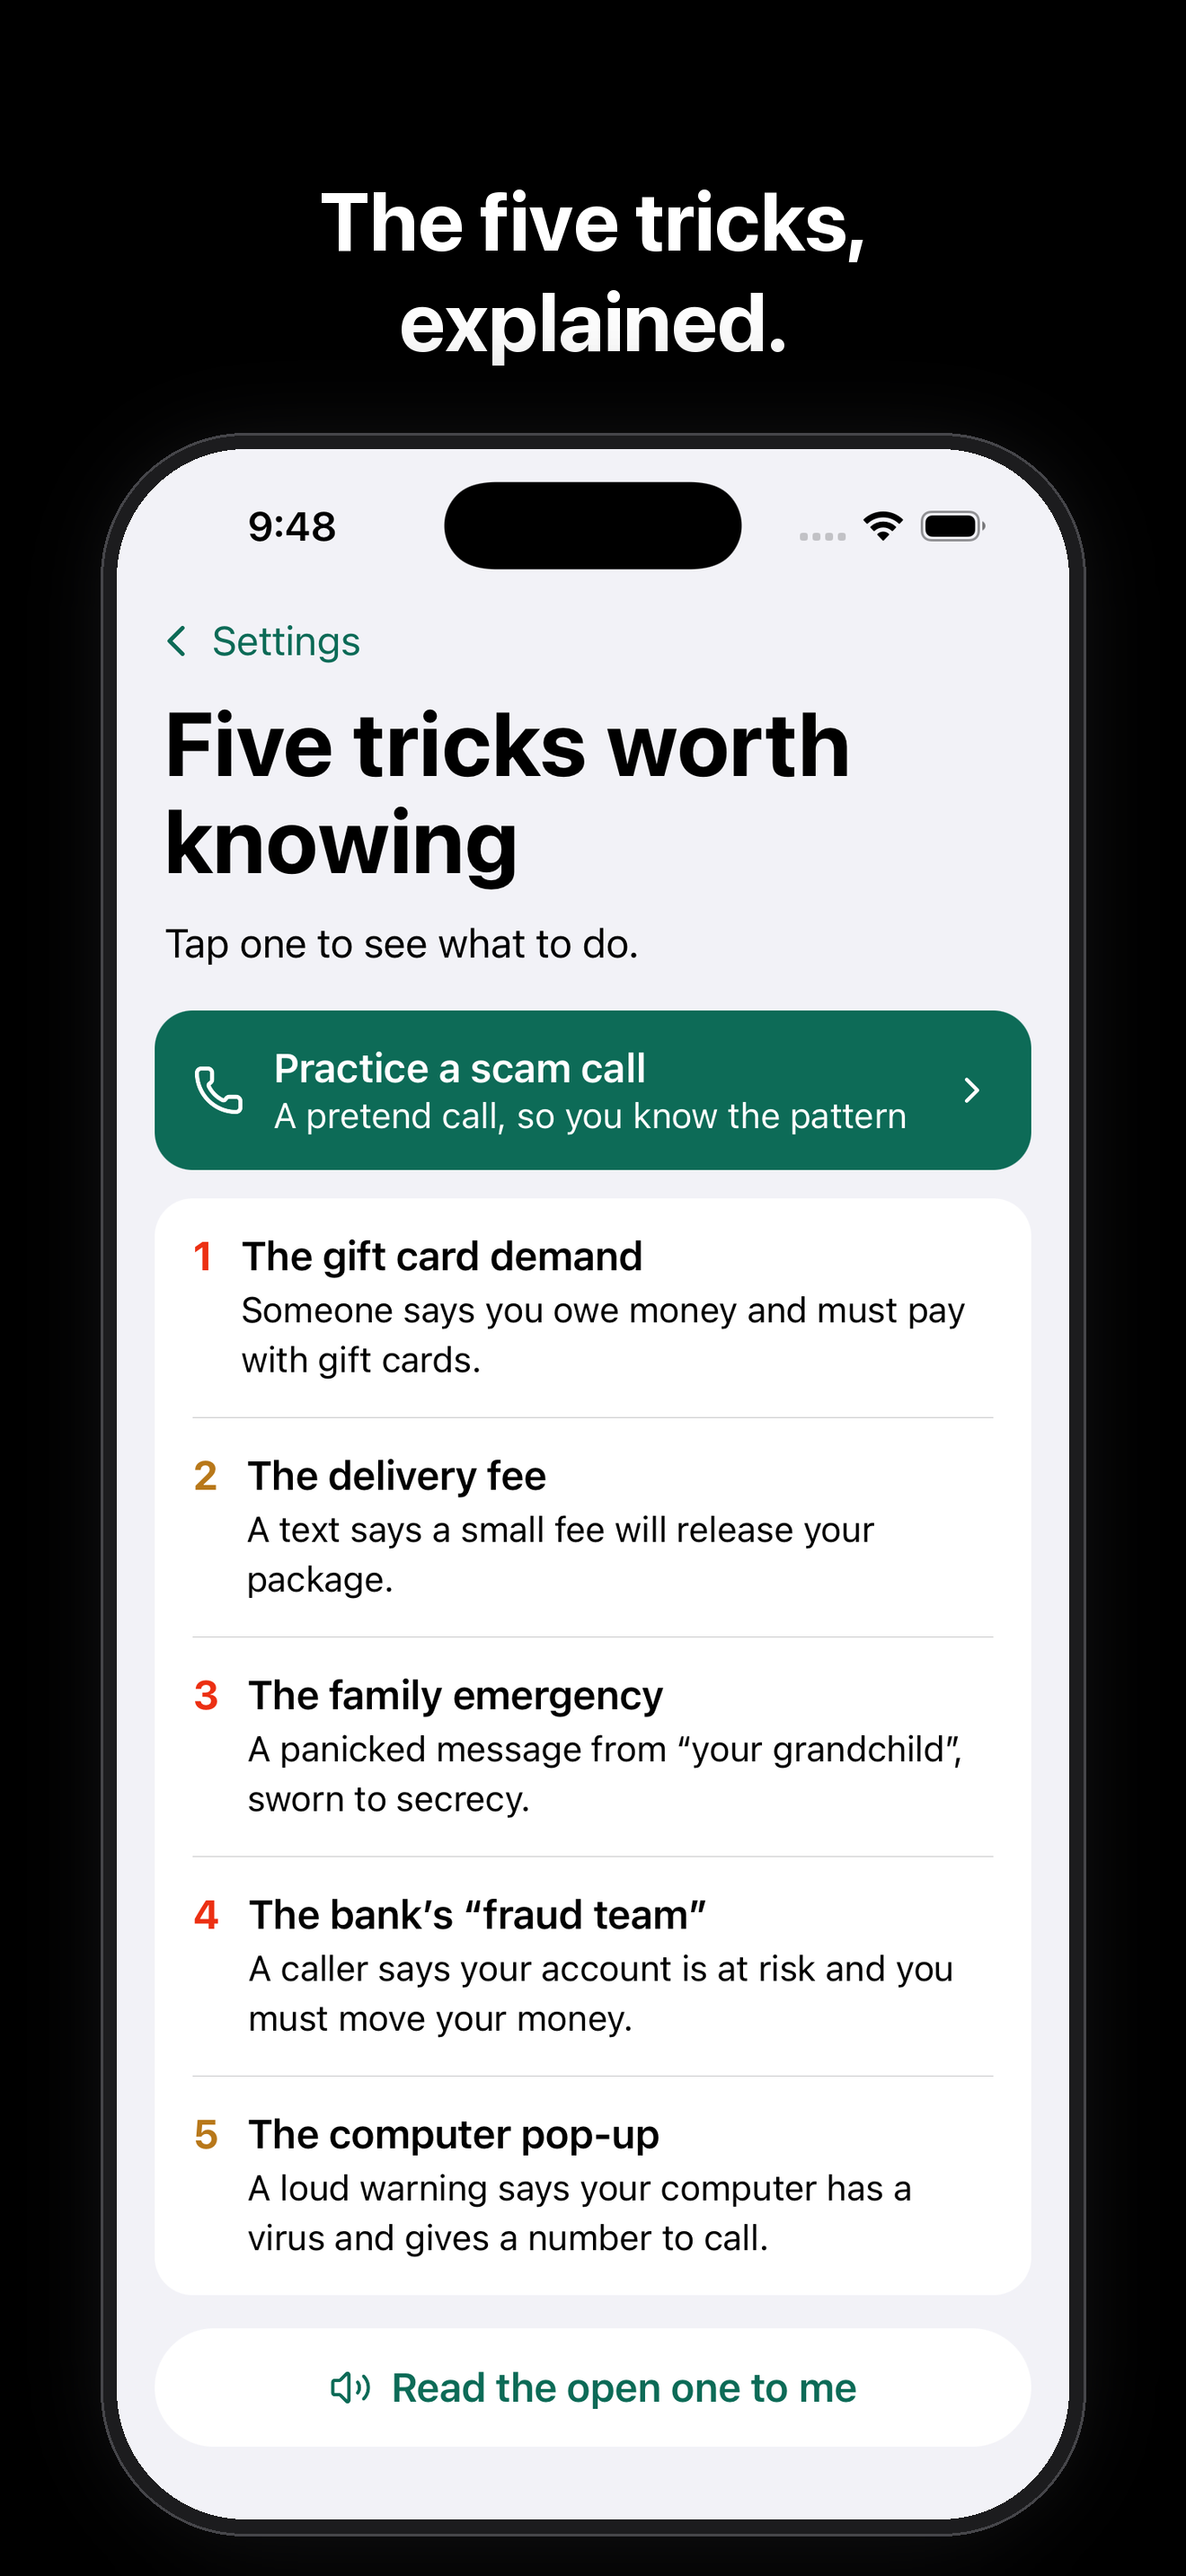 The five tricks,
explained.
9:48
Settings
Five tricks worth
knowing
Tap one to see what to do.
Practice a scam call
A pretend call, so you know the pattern
1 The gift card demand
Someone says you owe money and must pay
with gift cards.
2 The delivery fee
A text says a small fee will release your
package.
3 The family emergency
A panicked message from “your grandchild”,
sworn to secrecy.
4 The bank’s “fraud team”
A caller says your account is at risk and you
must move your money.
5 The computer pop-up
A loud warning says your computer has a
virus and gives a number to call.
Read the open one to me